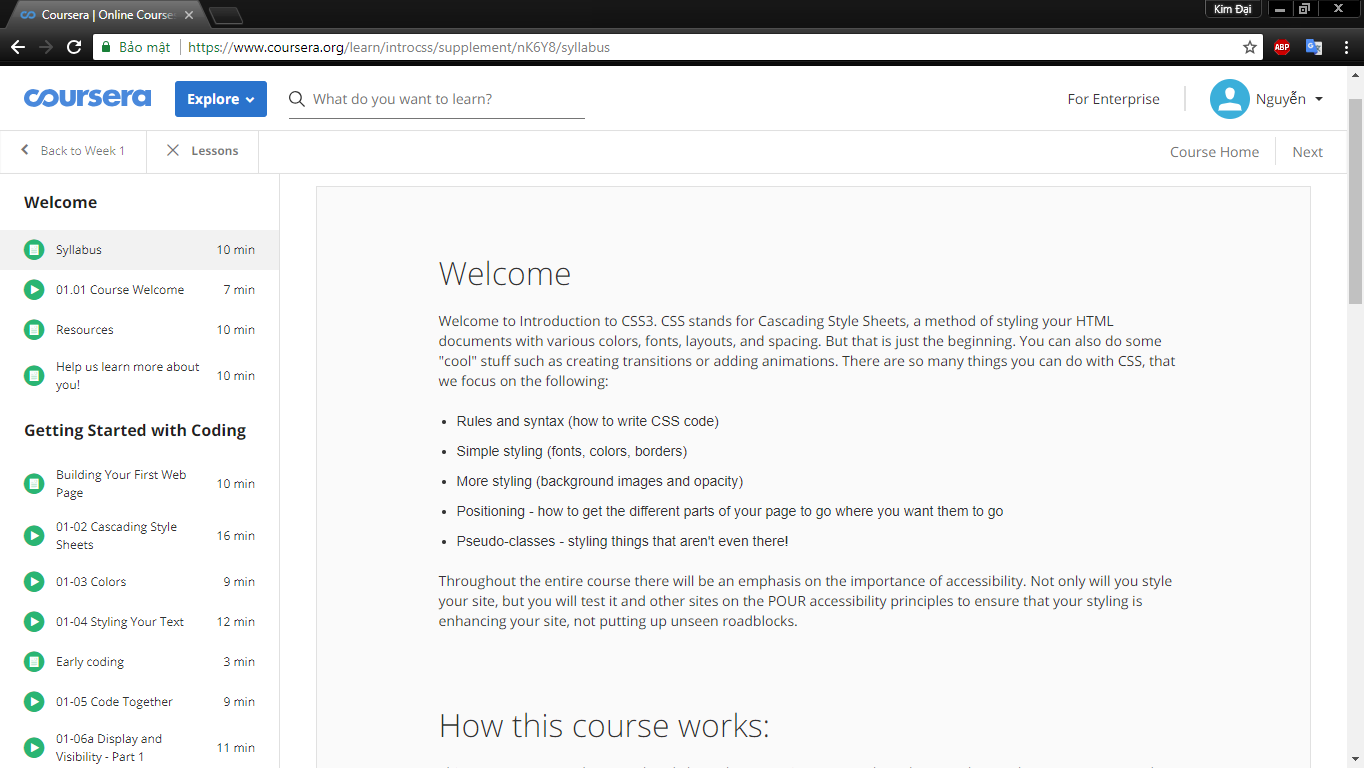 Kim Đại
Coursera | Online Course
Bảo mật
https://www.coursera.org/learn/introcss/supplement/nK6Y8/syllabus
ABP
coursera
Explore
What do you want to learn?
For Enterprise
Nguyễn
Back to Week 1
Lessons
Course Home
Next
Welcome
Syllabus 10 min
01.01 Course Welcome 7 min
Resources 10 min
Help us learn more about
you!
10 min
Getting Started with Coding
Building Your First Web
Page
10 min
01-02 Cascading Style
Sheets
16 min
01-03 Colors 9 min
01-04 Styling Your Text 12 min
Early coding 3 min
01-05 Code Together 9 min
01-06a Display and
Visibility - Part 1
11 min
Welcome
Welcome to Introduction to CSS3. CSS stands for Cascading Style Sheets, a method of styling your HTML
documents with various colors, fonts, layouts, and spacing. But that is just the beginning. You can also do some
"cool" stuff such as creating transitions or adding animations. There are so many things you can do with CSS, that
we focus on the following:
• Rules and syntax (how to write CSS code)
• Simple styling (fonts, colors, borders)
• More styling (background images and opacity)
• Positioning - how to get the different parts of your page to go where you want them to go
• Pseudo-classes - styling things that aren't even there!
Throughout the entire course there will be an emphasis on the importance of accessibility. Not only will you style
your site, but you will test it and other sites on the POUR accessibility principles to ensure that your styling is
enhancing your site, not putting up unseen roadblocks.
How this course works: